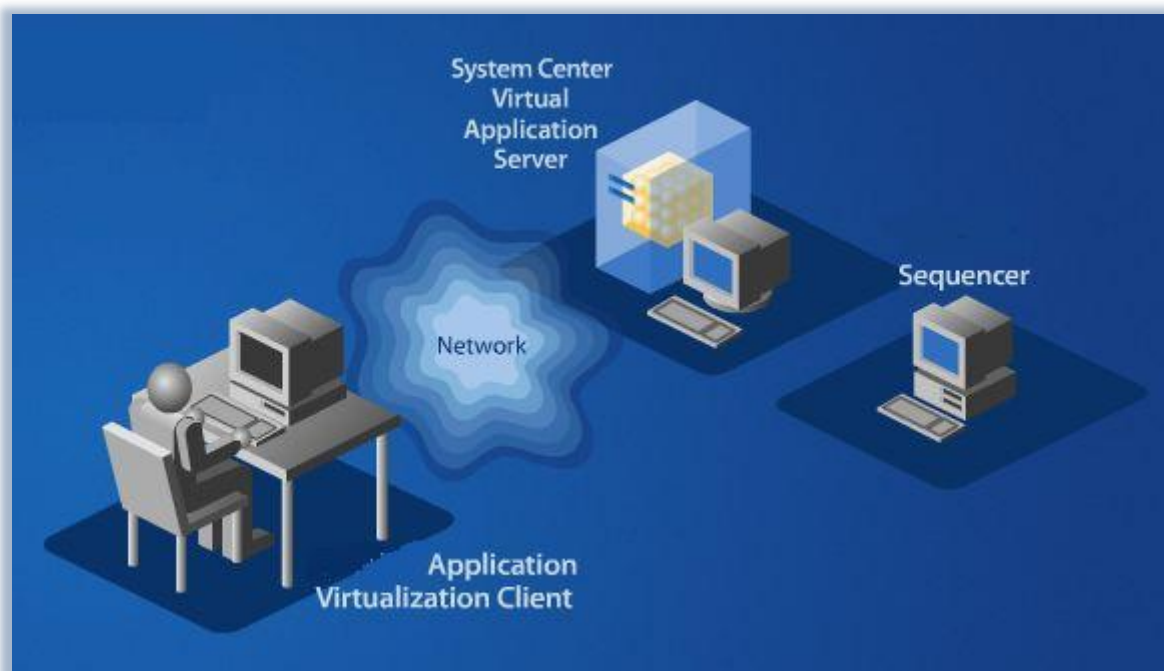 System Center
Virtual
Application
Server
Sequencer
Network
Application
Virtualization Client